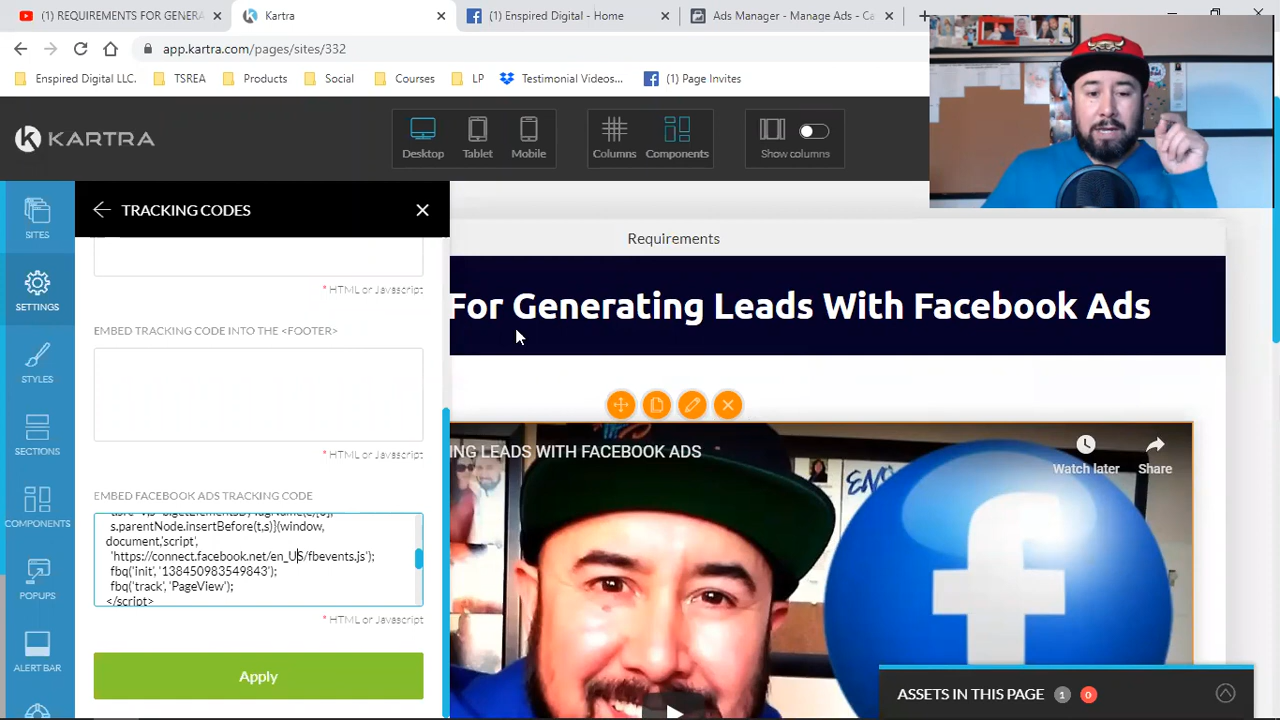 (1) REQUIREMENTS FOR GENERA
Kartra
(1) Enspired Digital - Home
Ads Manager - Manage Ads - Ca
app.kartra.com/pages/sites/332
Enspired Digital LLC.
TSREA
Productivi
Social
Courses
LP
Testimonial Videos...
(1) Page Invites
KARTRA
Desktop
Tablet
Mobile
Columns
Components
Show columns
SITES
SETTINGS
STYLES
SECTIONS
COMPONENTS
POPUPS
ALERT BAR
TRACKING CODES
* HTML or Javascript
EMBED TRACKING CODE INTO THE <FOOTER>
* HTML or Javascript
EMBED FACEBOOK ADS TRACKING CODE
s.parentNode.insertBefore(t,s)}(window,
document,'script',
'https://connect.facebook.net/en_US/fbevents.js');
fbq('init', '138450983549843');
fbq('track', 'PageView');
</script>
* HTML or Javascript
Apply
Requirements
For Generating Leads With Facebook Ads
NG LEADS WITH FACEBOOK ADS
Watch later
Share
ASSETS IN THIS PAGE 1 0